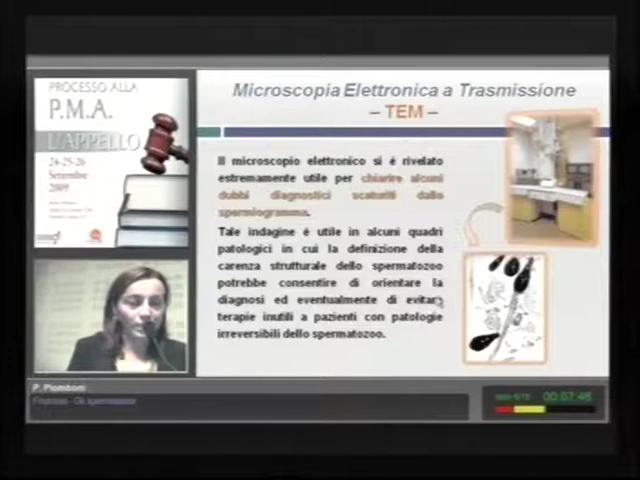 PROCESSO ALLA
P.M.A.
L'APPELLO
24-25-26
Settembre
2009
Microscopia Elettronica a Trasmissione
– TEM –
Il microscopio elettronico si è rivelato
estremamente utile per chiarire alcuni
dubbi diagnostici scaturiti dallo
spermiogramma.
Tale indagine è utile in alcuni quadri
patologici in cui la definizione della
carenza strutturale dello spermatozoo
potrebbe consentire di orientare la
diagnosi ed eventualmente di evitare
terapie inutili a pazienti con patologie
irreversibili dello spermatozoo.
P. Piomboni
00:07:46